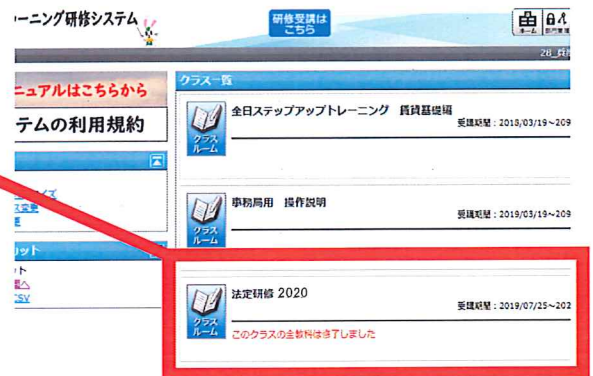 ーニング研修システム
研修受講は
こちら
ホーム
ニュアルはこちらから
テムの利用規約
クラス一覧
全日ステップアップトレーニング 賃貸基礎編
受講期間:2018/03/19~209
クラス
ルーム
事務局用 操作説明
受講期間:2019/03/19~209
クラス
ルーム
イズ
ス変更
更
ット
ト
CSV
法定研修 2020
受講期間:2019/07/25~202
クラス
ルーム
このクラスの全教科は修了しました